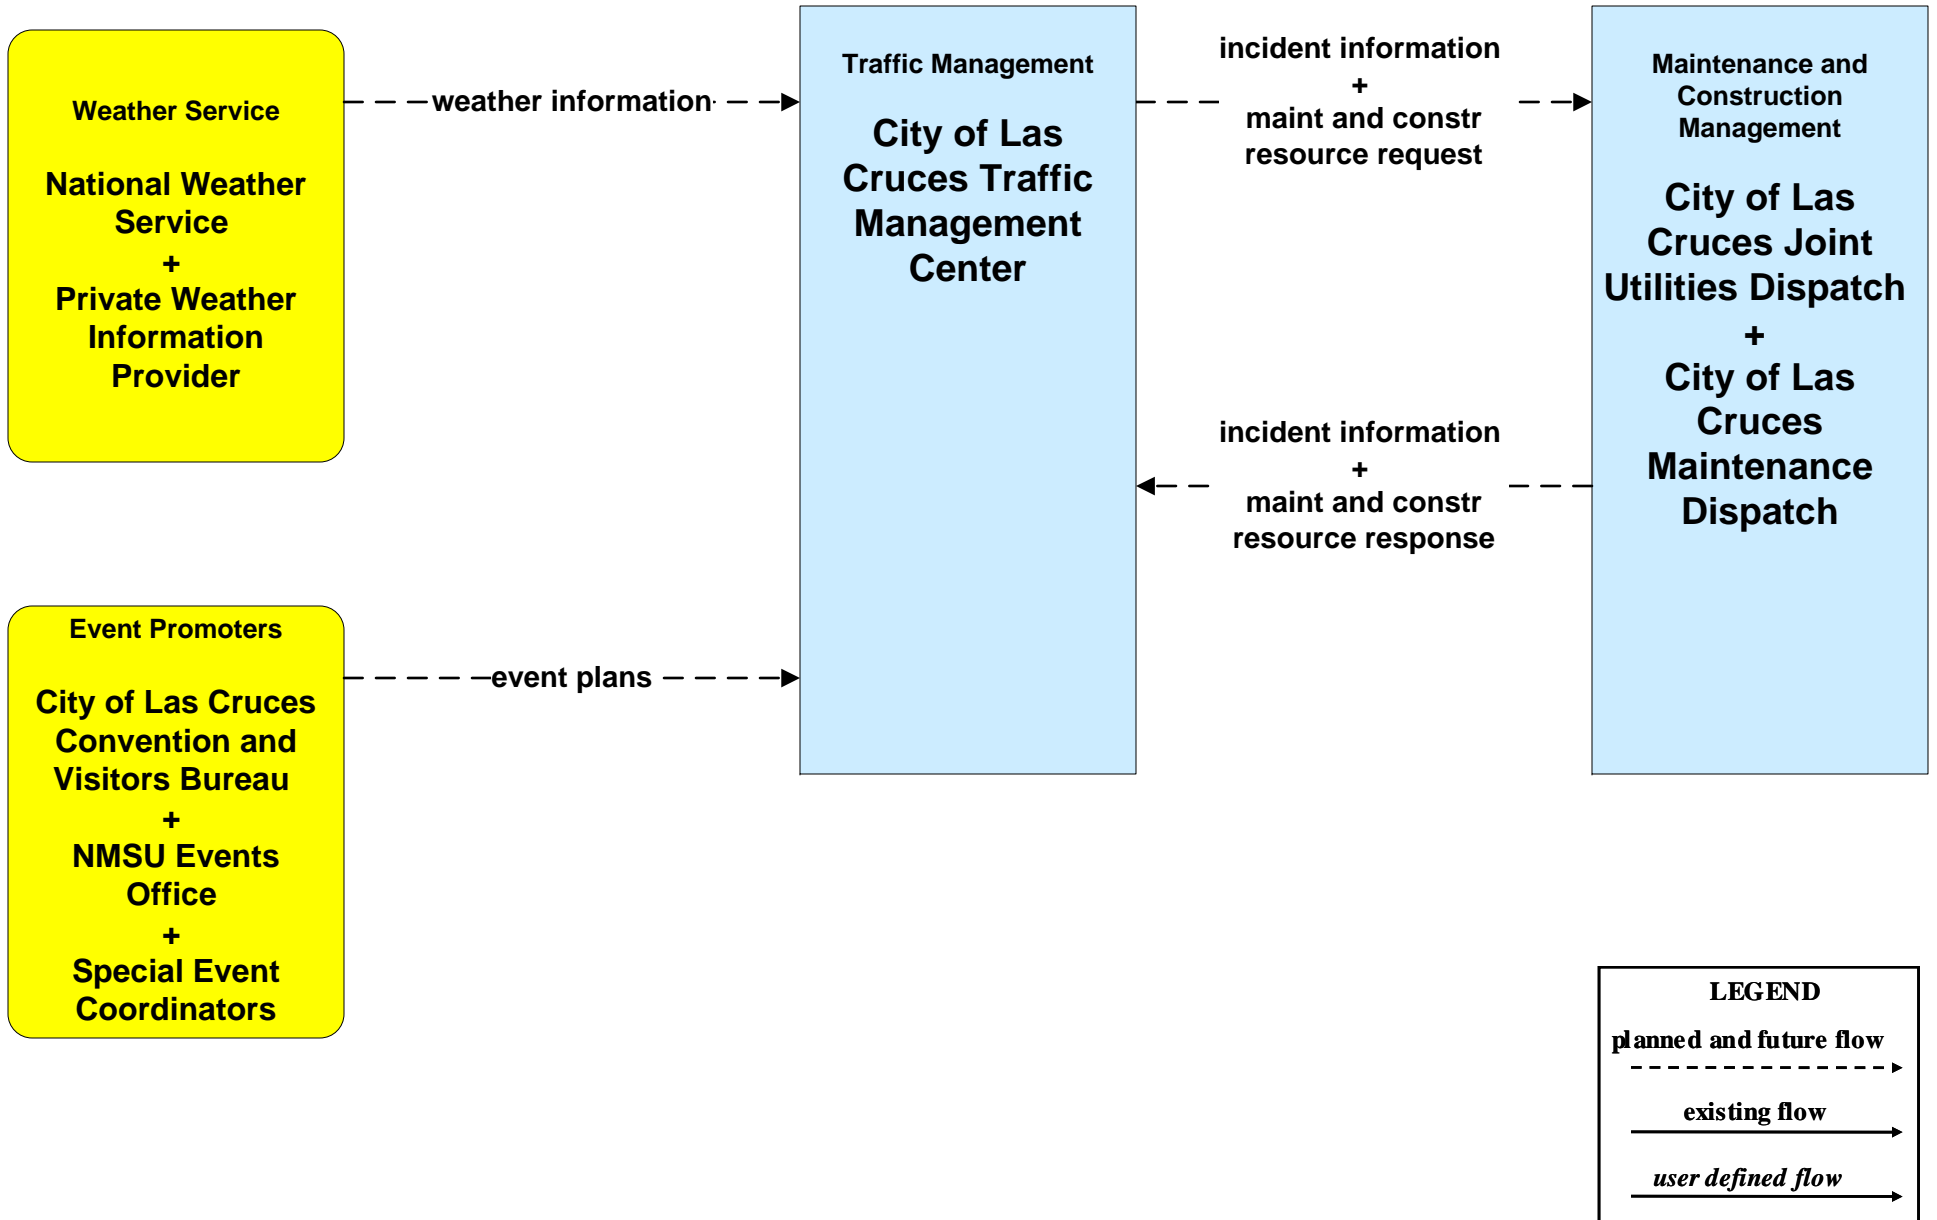 Weather Service
National Weather
Service
+
Private Weather
Information
Provider
weather information
Traffic Management
City of Las
Cruces Traffic
Management
Center
incident information
+
maint and constr
resource request
Maintenance and
Construction
Management
City of Las
Cruces Joint
Utilities Dispatch
+
City of Las
Cruces
Maintenance
Dispatch
incident information
+
maint and constr
resource response
Event Promoters
City of Las Cruces
Convention and
Visitors Bureau
+
NMSU Events
Office
+
Special Event
Coordinators
event plans
LEGEND
planned and future flow
existing flow
user defined flow